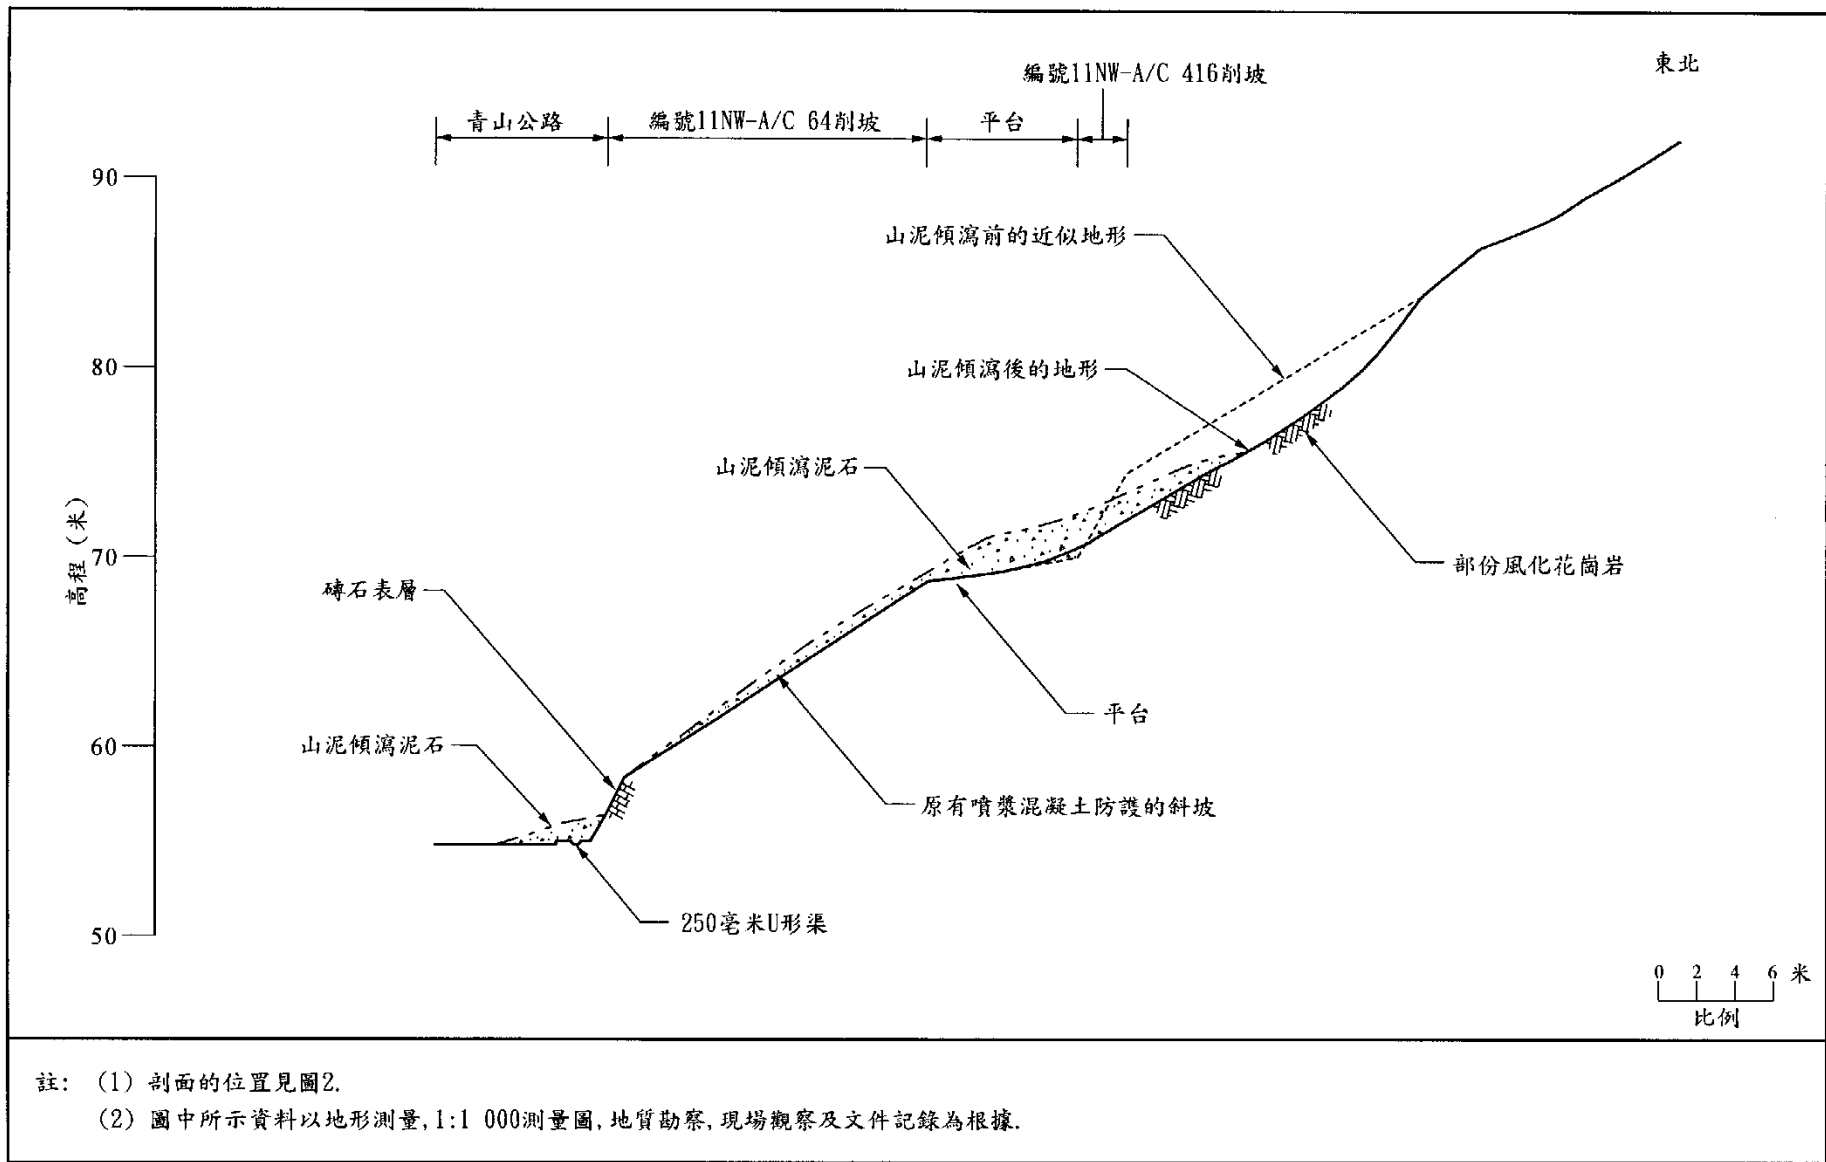 編號11NW-A/C 416削坡
東北
青山公路
編號11NW-A/C 64削坡
平台
90
山泥傾瀉前的近似地形
80
山泥傾瀉後的地形
山泥傾瀉泥石
高程(米)
70
部份風化花崗岩
磚石表層
平台
60
山泥傾瀉泥石
原有噴漿混凝土防護的斜坡
250毫米U形渠
50
0 2 4 6 米
比例
註: (1) 剖面的位置見圖2.
(2) 圖中所示資料以地形測量,1:1 000測量圖,地質勘察,現場觀察及文件記錄為根據.